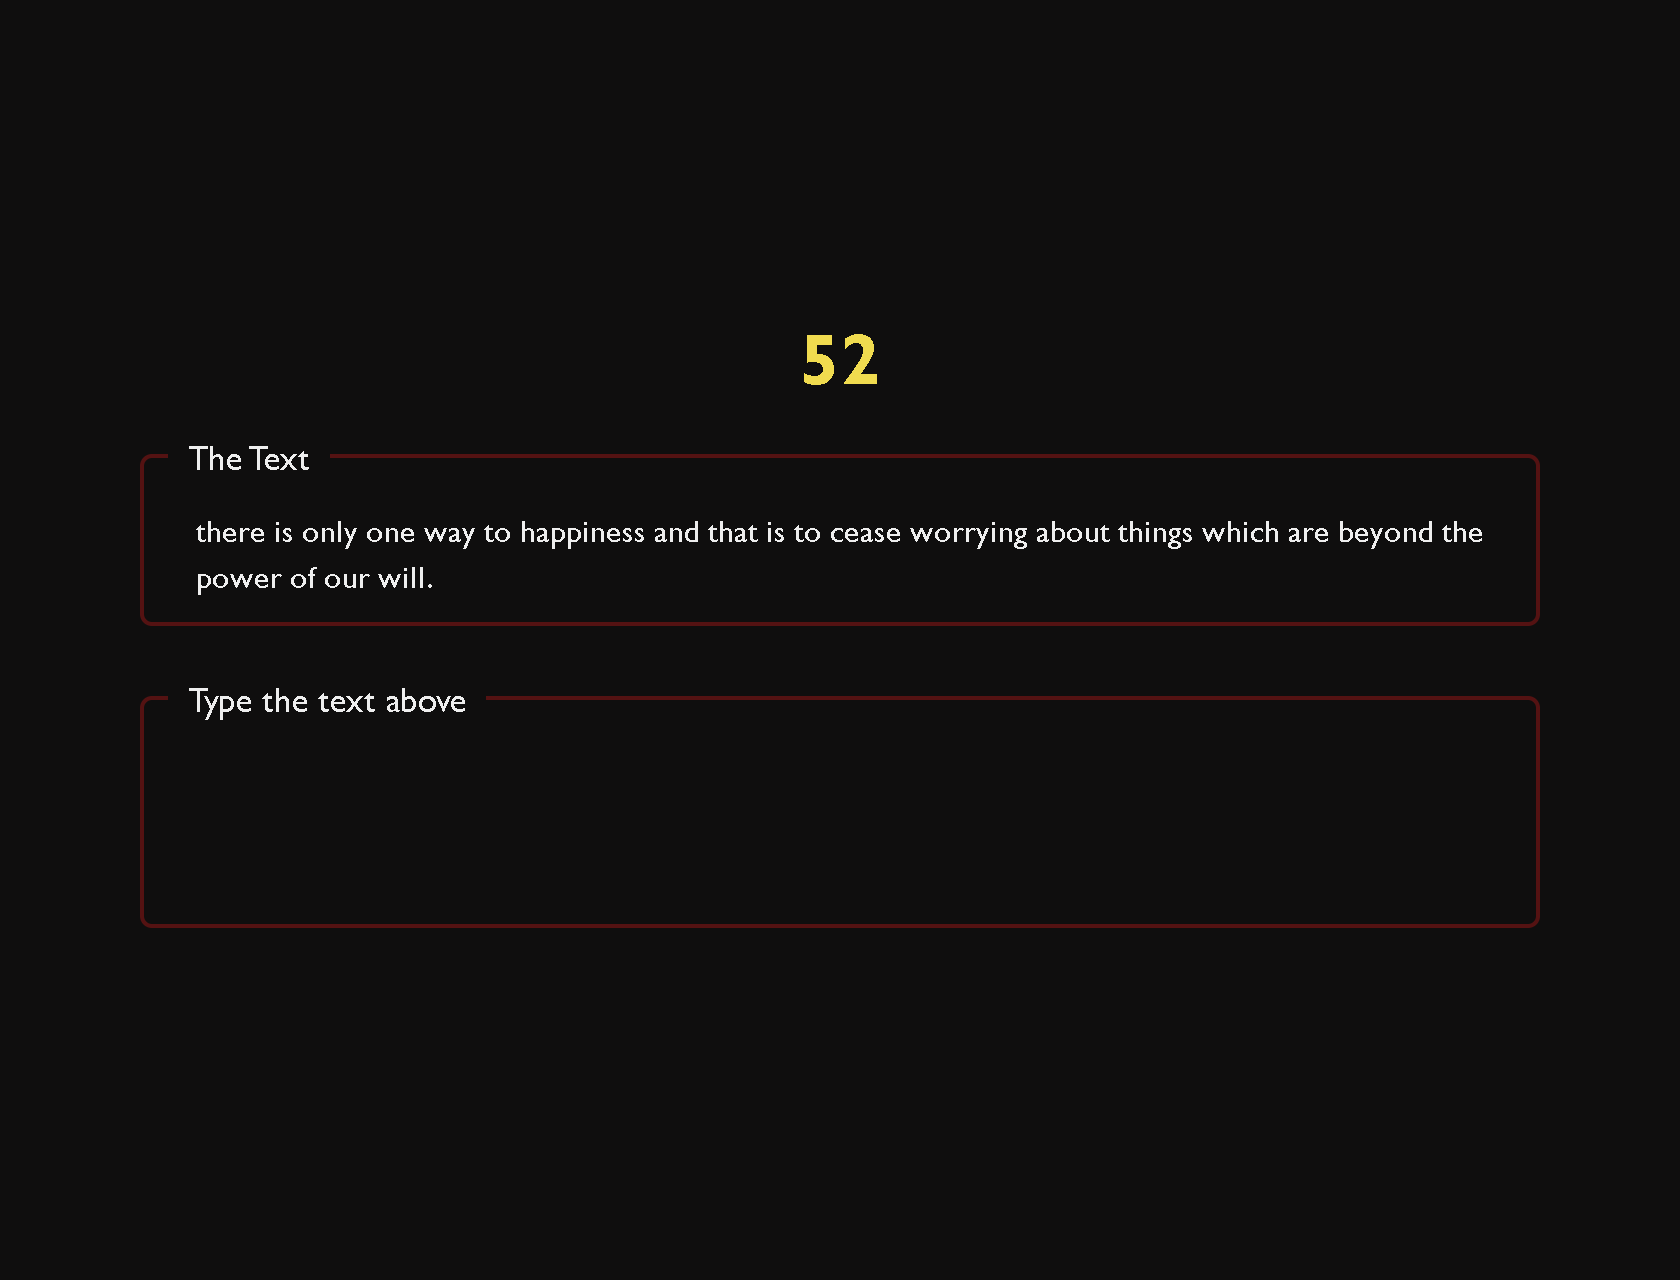 52
The Text
there is only one way to happiness and that is to cease worrying about things which are beyond the
power of our will.
Type the text above